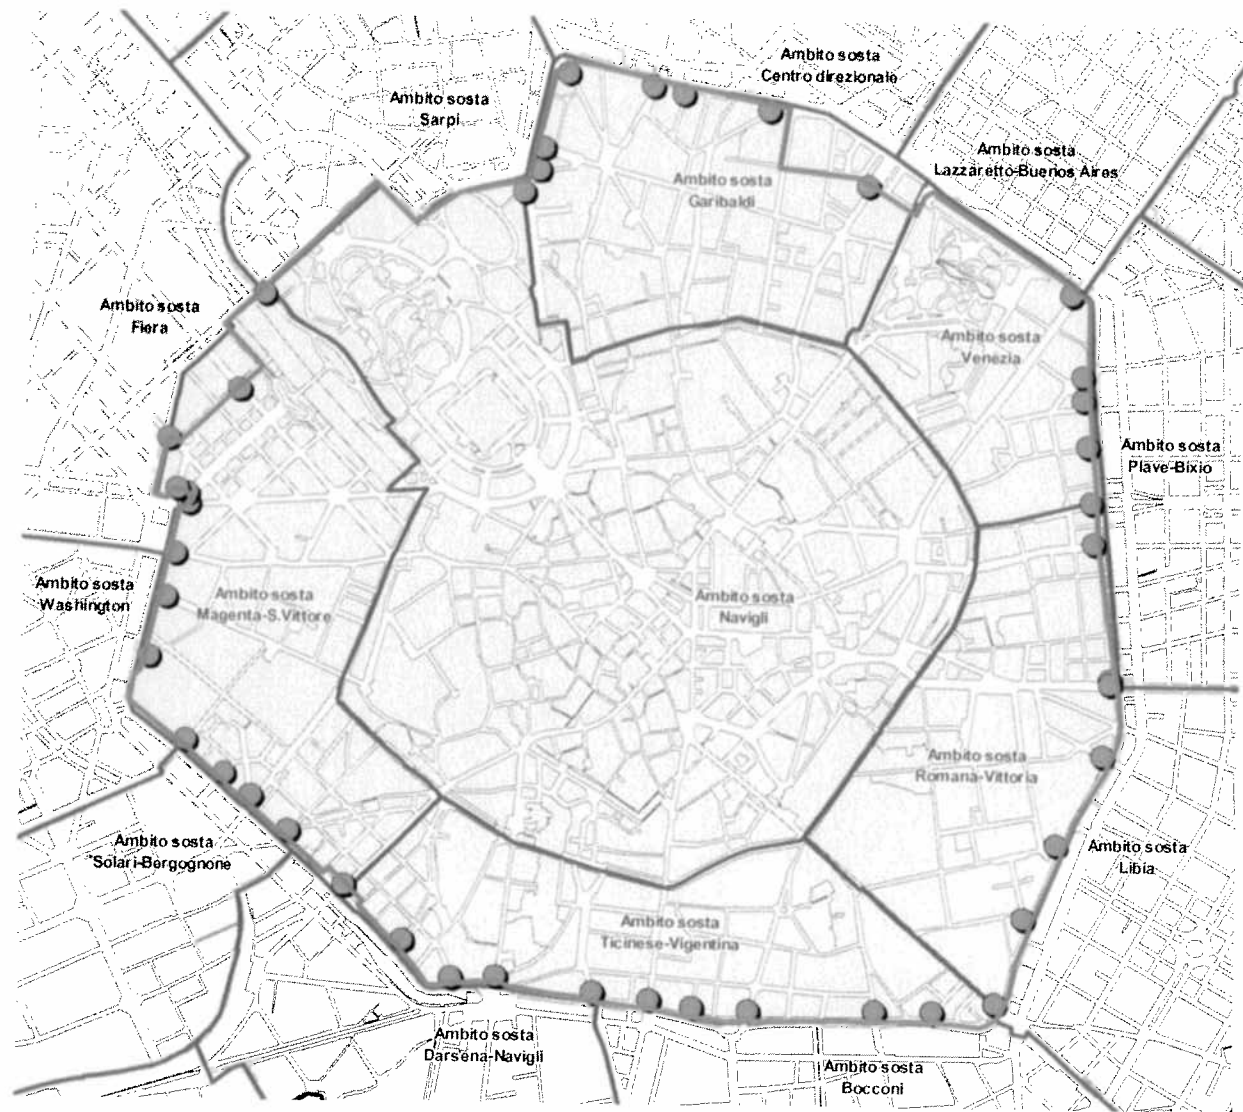 Ambito sosta
Centro direzionale
Ambito sosta
Sarpi
Ambito sosta
Lazzaretto-Buenos Aires
Ambito sosta
Garibaldi
Ambito sosta
Fiera
Ambito sosta
Venezia
Ambito sosta
Piave-Bixio
Ambito sosta
Washington
Ambito sosta
Magenta-S.Vittore
Ambito sosta
Navigli
Ambito sosta
Romana-Vittoria
Ambito sosta
Solari-Bergognone
Ambito sosta
Libia
Ambito sosta
Ticinese-Vigentina
Ambito sosta
Darsena-Navigli
Ambito sosta
Bocconi